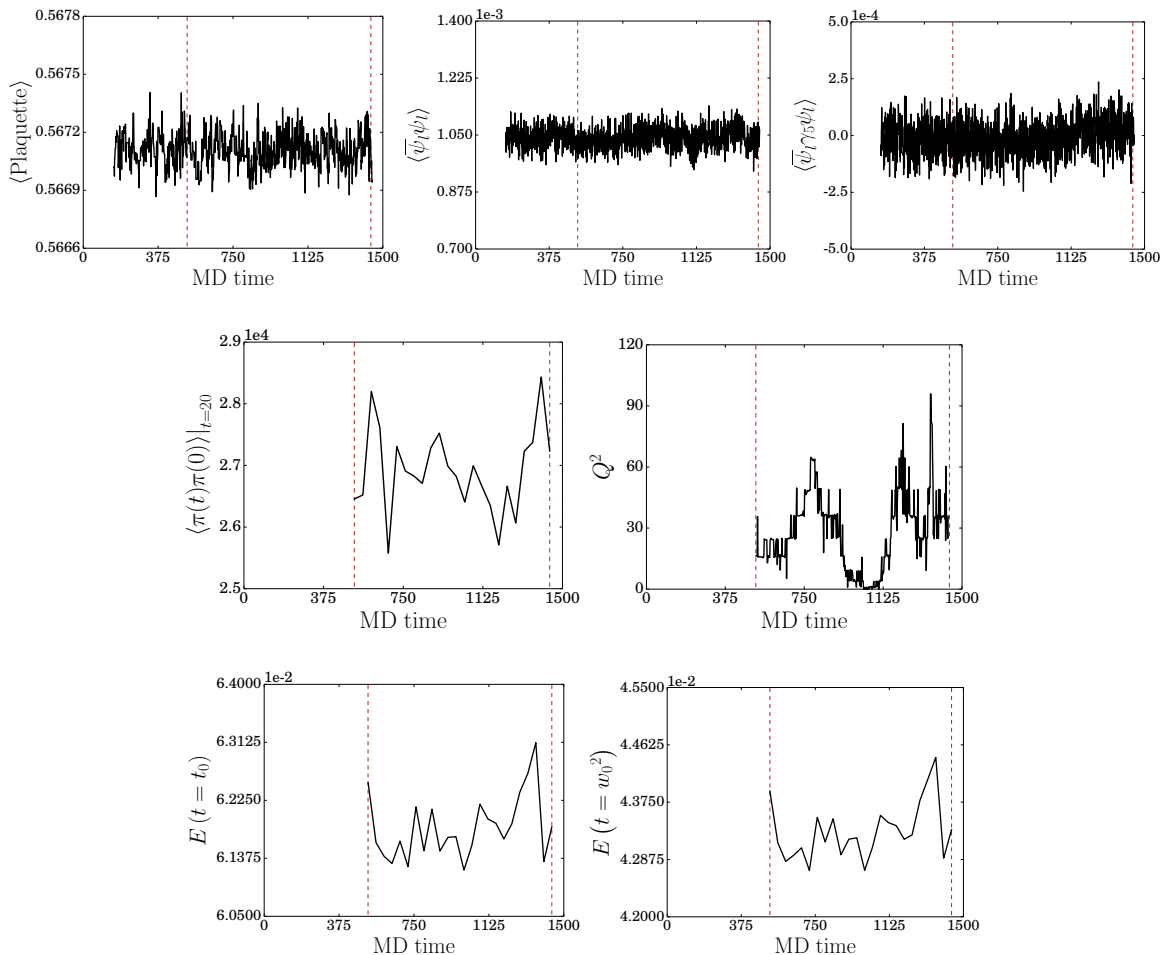 ⟨Plaquette⟩
0.5678
0.5675
0.5672
0.5669
0.5666
0 375 750 1125 1500
MD time
⟨ψ̅_lψ_l⟩
1e-3
1.400
1.225
1.050
0.875
0.700
0 375 750 1125 1500
MD time
⟨ψ̅_lγ_5ψ_l⟩
1e-4
5.0
2.5
0.0
-2.5
-5.0
0 375 750 1125 1500
MD time
⟨π(t)π(0)⟩|_{t=20}
1e4
2.9
2.8
2.7
2.6
2.5
0 375 750 1125 1500
MD time
Q²
120
90
60
30
0
0 375 750 1125 1500
MD time
E (t = t_0)
1e-2
6.4000
6.3125
6.2250
6.1375
6.0500
0 375 750 1125 1500
MD time
E (t = w_0²)
1e-2
4.5500
4.4625
4.3750
4.2875
4.2000
0 375 750 1125 1500
MD time